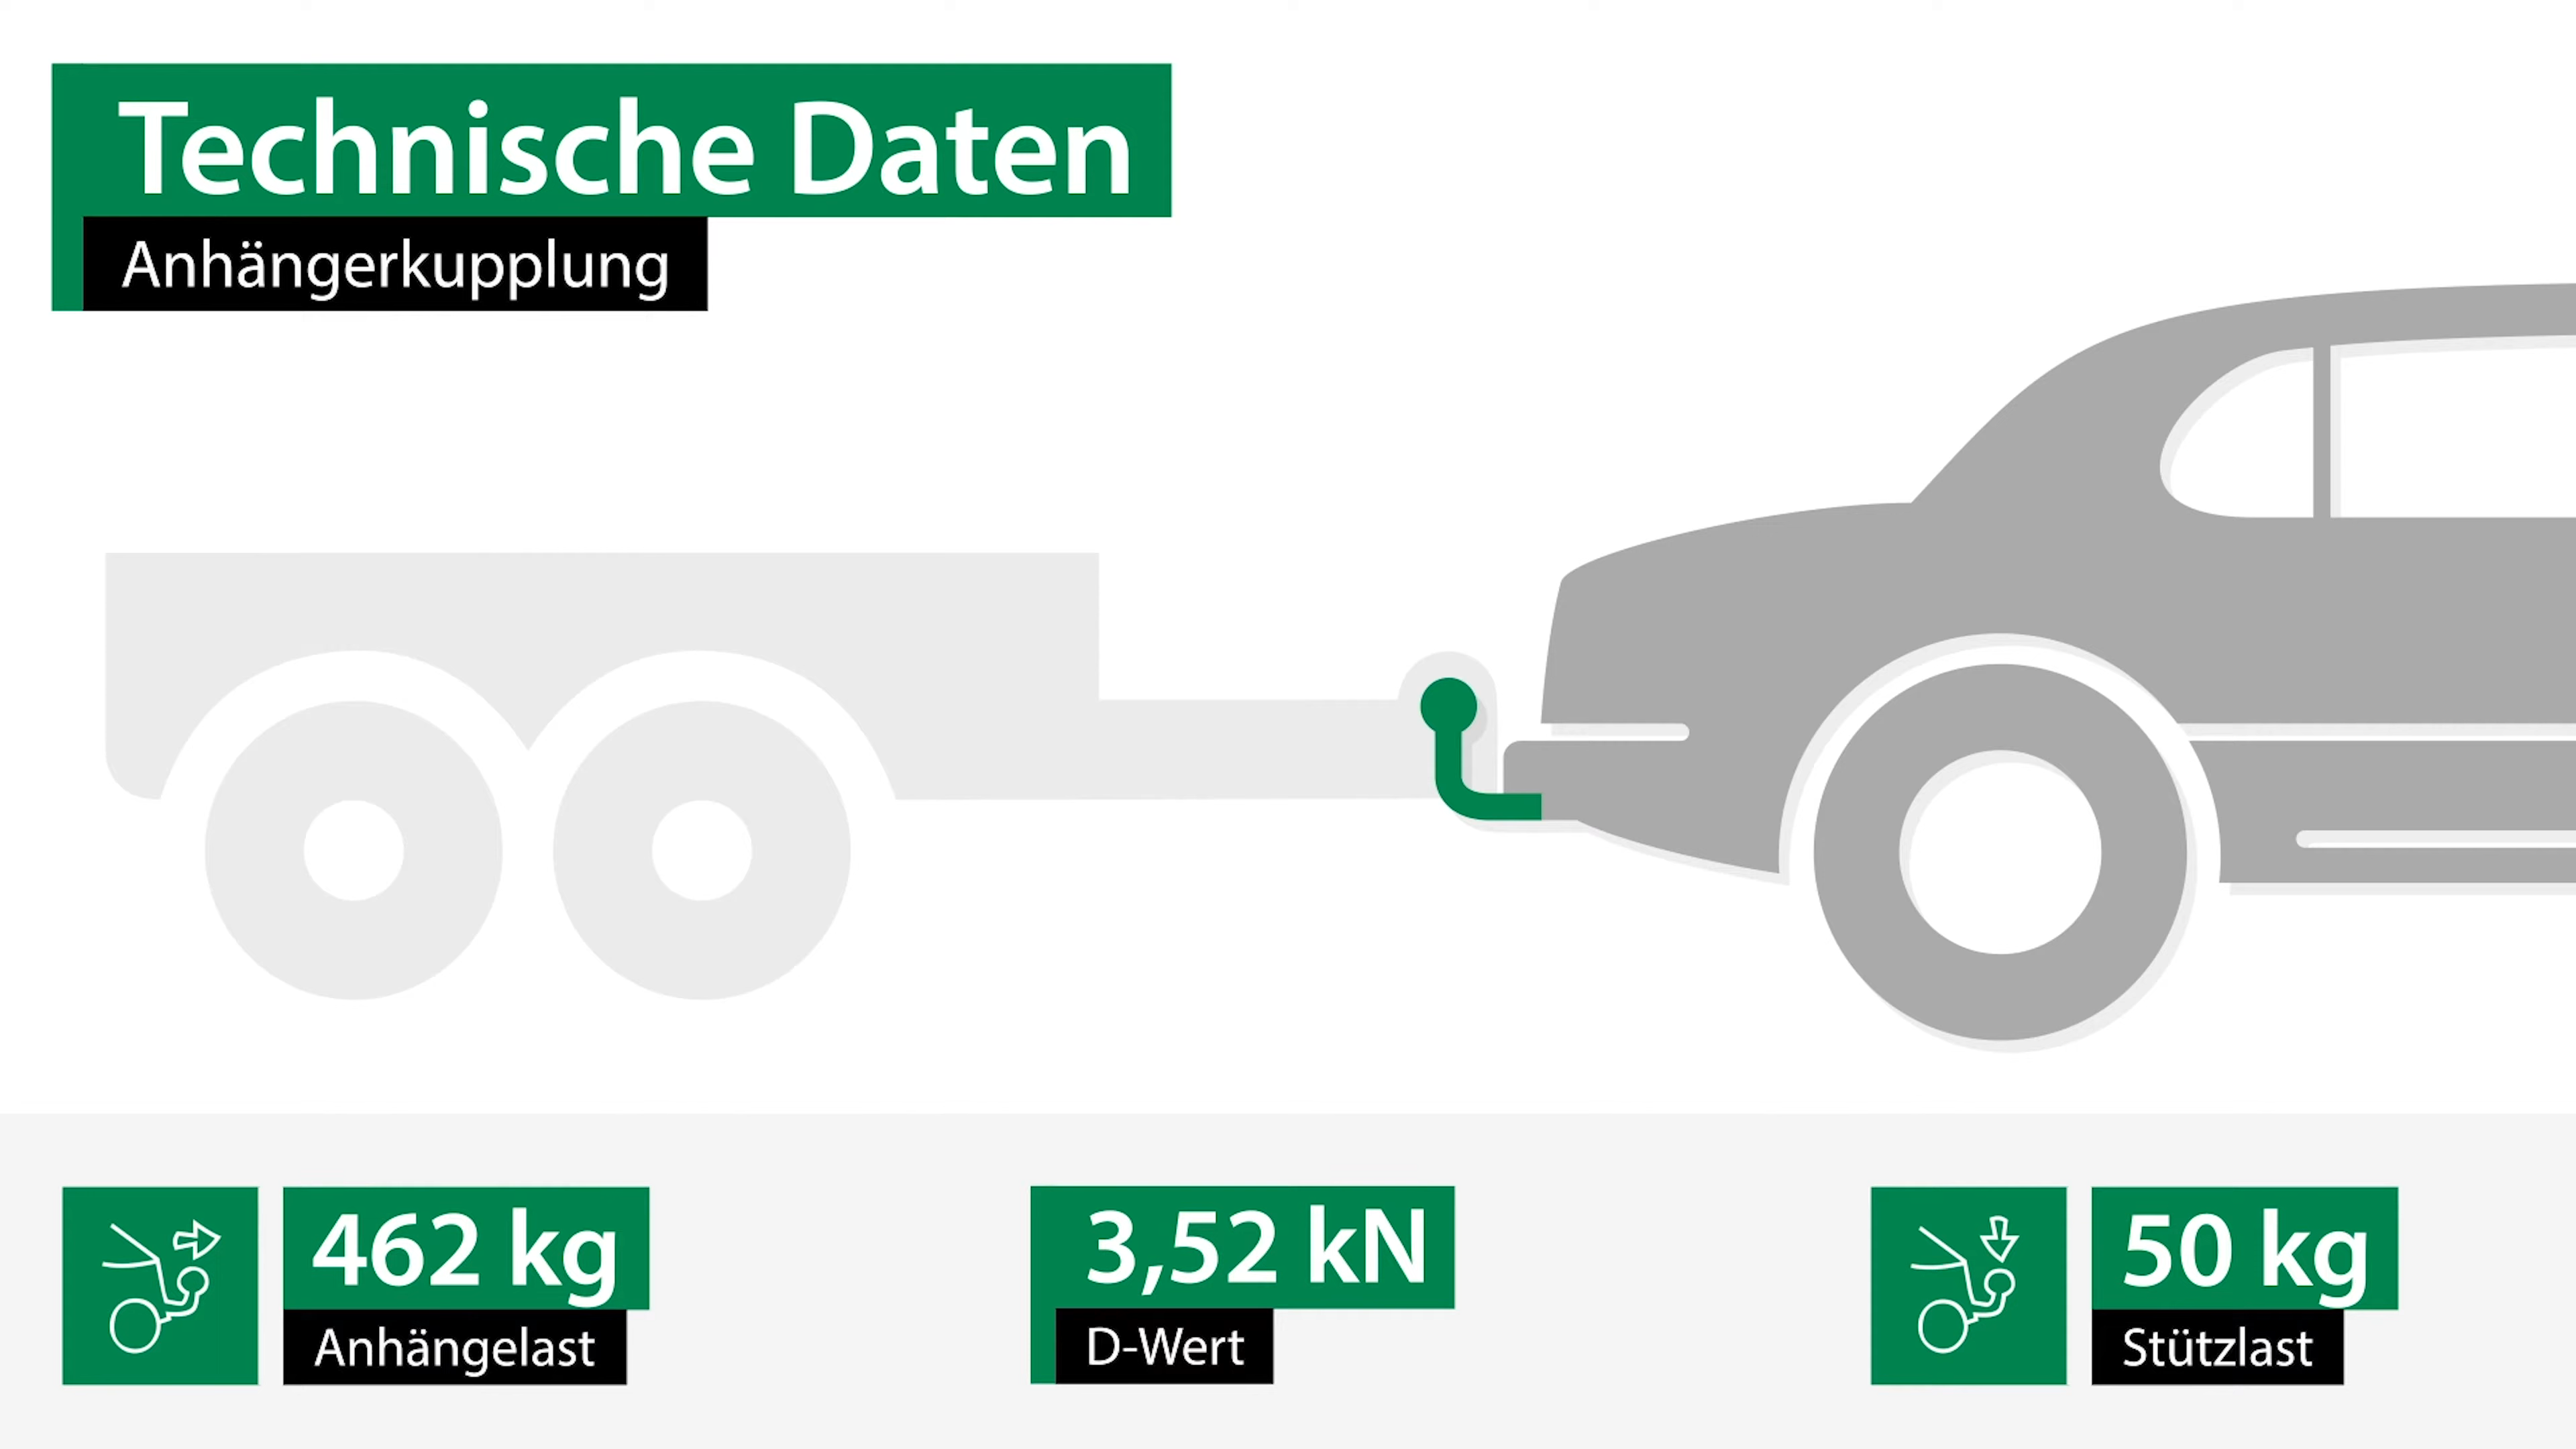 Technische Daten
Anhängerkupplung
462 kg
Anhängelast
3,52 kN
D-Wert
50 kg
Stützlast